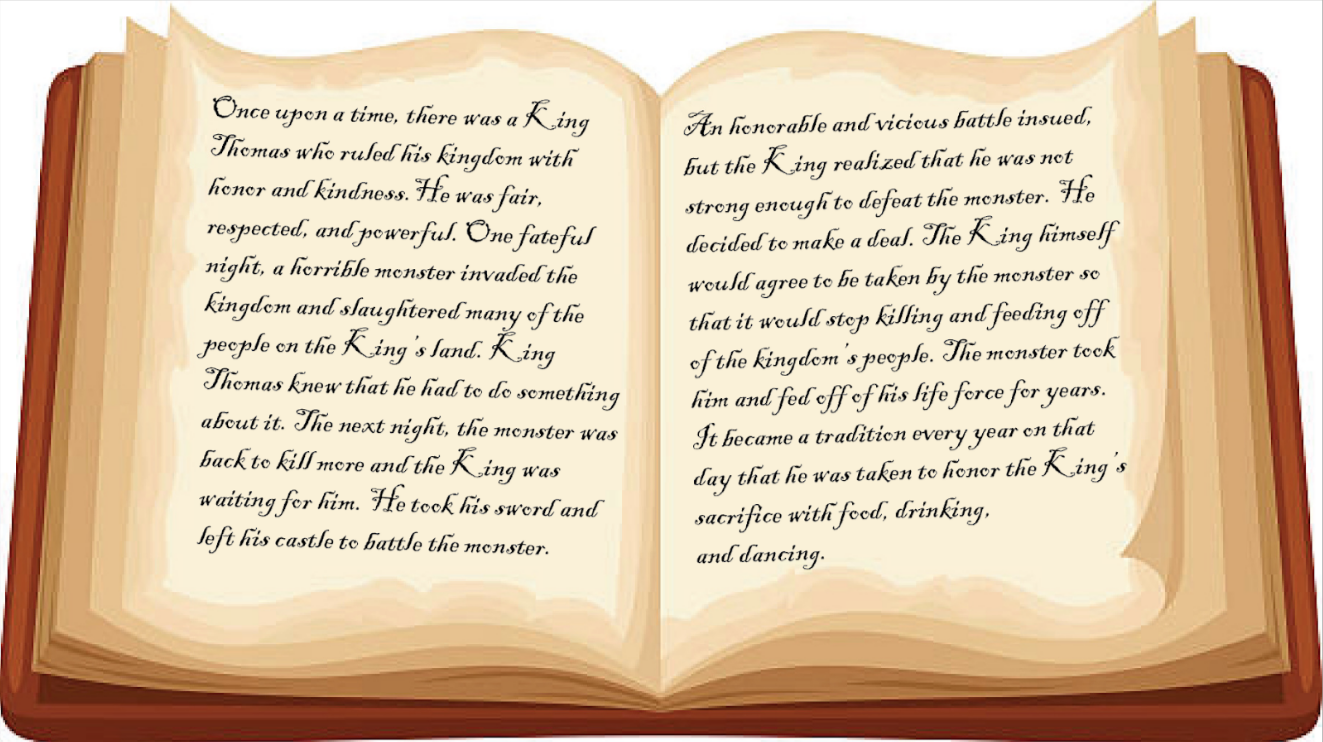 Once upon a time, there was a King
Thomas who ruled his kingdom with
honor and kindness. He was fair,
respected, and powerful. One fateful
night, a horrible monster invaded the
kingdom and slaughtered many of the
people on the King's land. King
Thomas knew that he had to do something
about it. The next night, the monster was
back to kill more and the King was
waiting for him. He took his sword and
left his castle to battle the monster.
An honorable and vicious battle insued,
but the King realized that he was not
strong enough to defeat the monster. He
decided to make a deal. The King himself
would agree to be taken by the monster so
that it would stop killing and feeding off
of the kingdom's people. The monster took
him and fed off of his life force for years.
It became a tradition every year on that
day that he was taken to honor the King's
sacrifice with food, drinking,
and dancing.